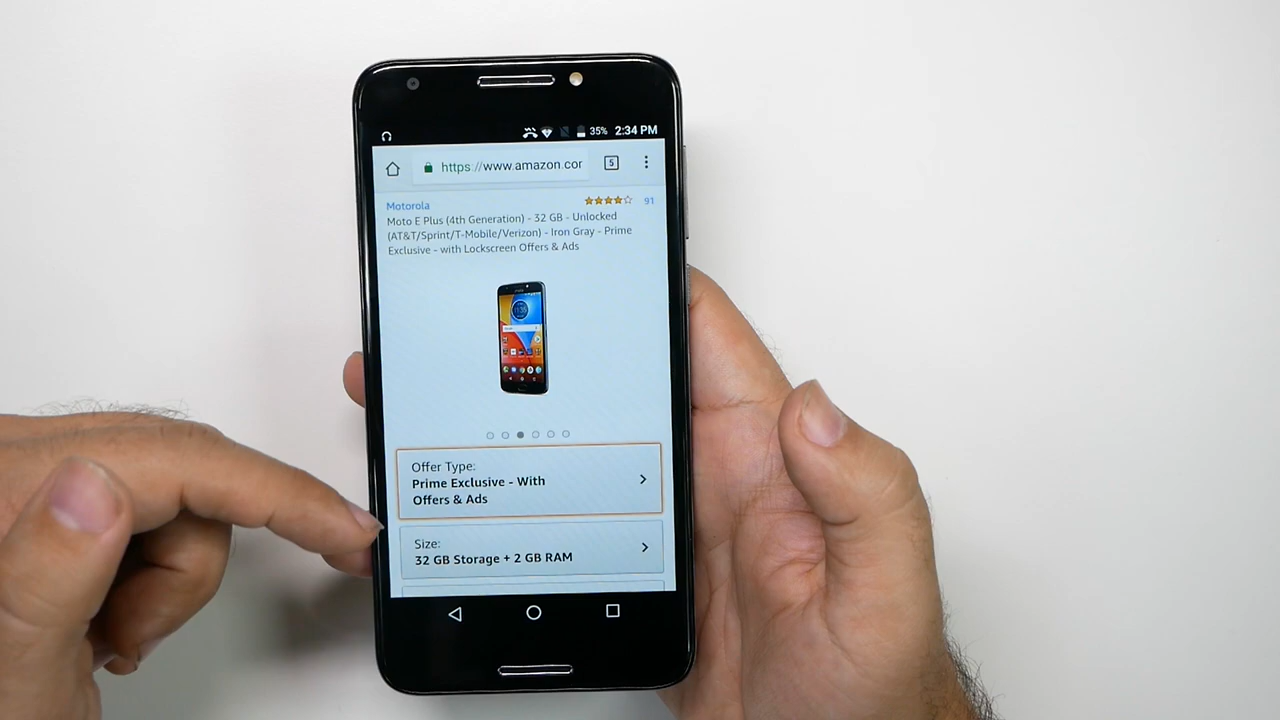 35% 2:34 PM
https://www.amazon.cor 5
Motorola 91
Moto E Plus (4th Generation) - 32 GB - Unlocked
(AT&T/Sprint/T-Mobile/Verizon) - Iron Gray - Prime
Exclusive - with Lockscreen Offers & Ads
Offer Type:
Prime Exclusive - With
Offers & Ads
Size:
32 GB Storage + 2 GB RAM